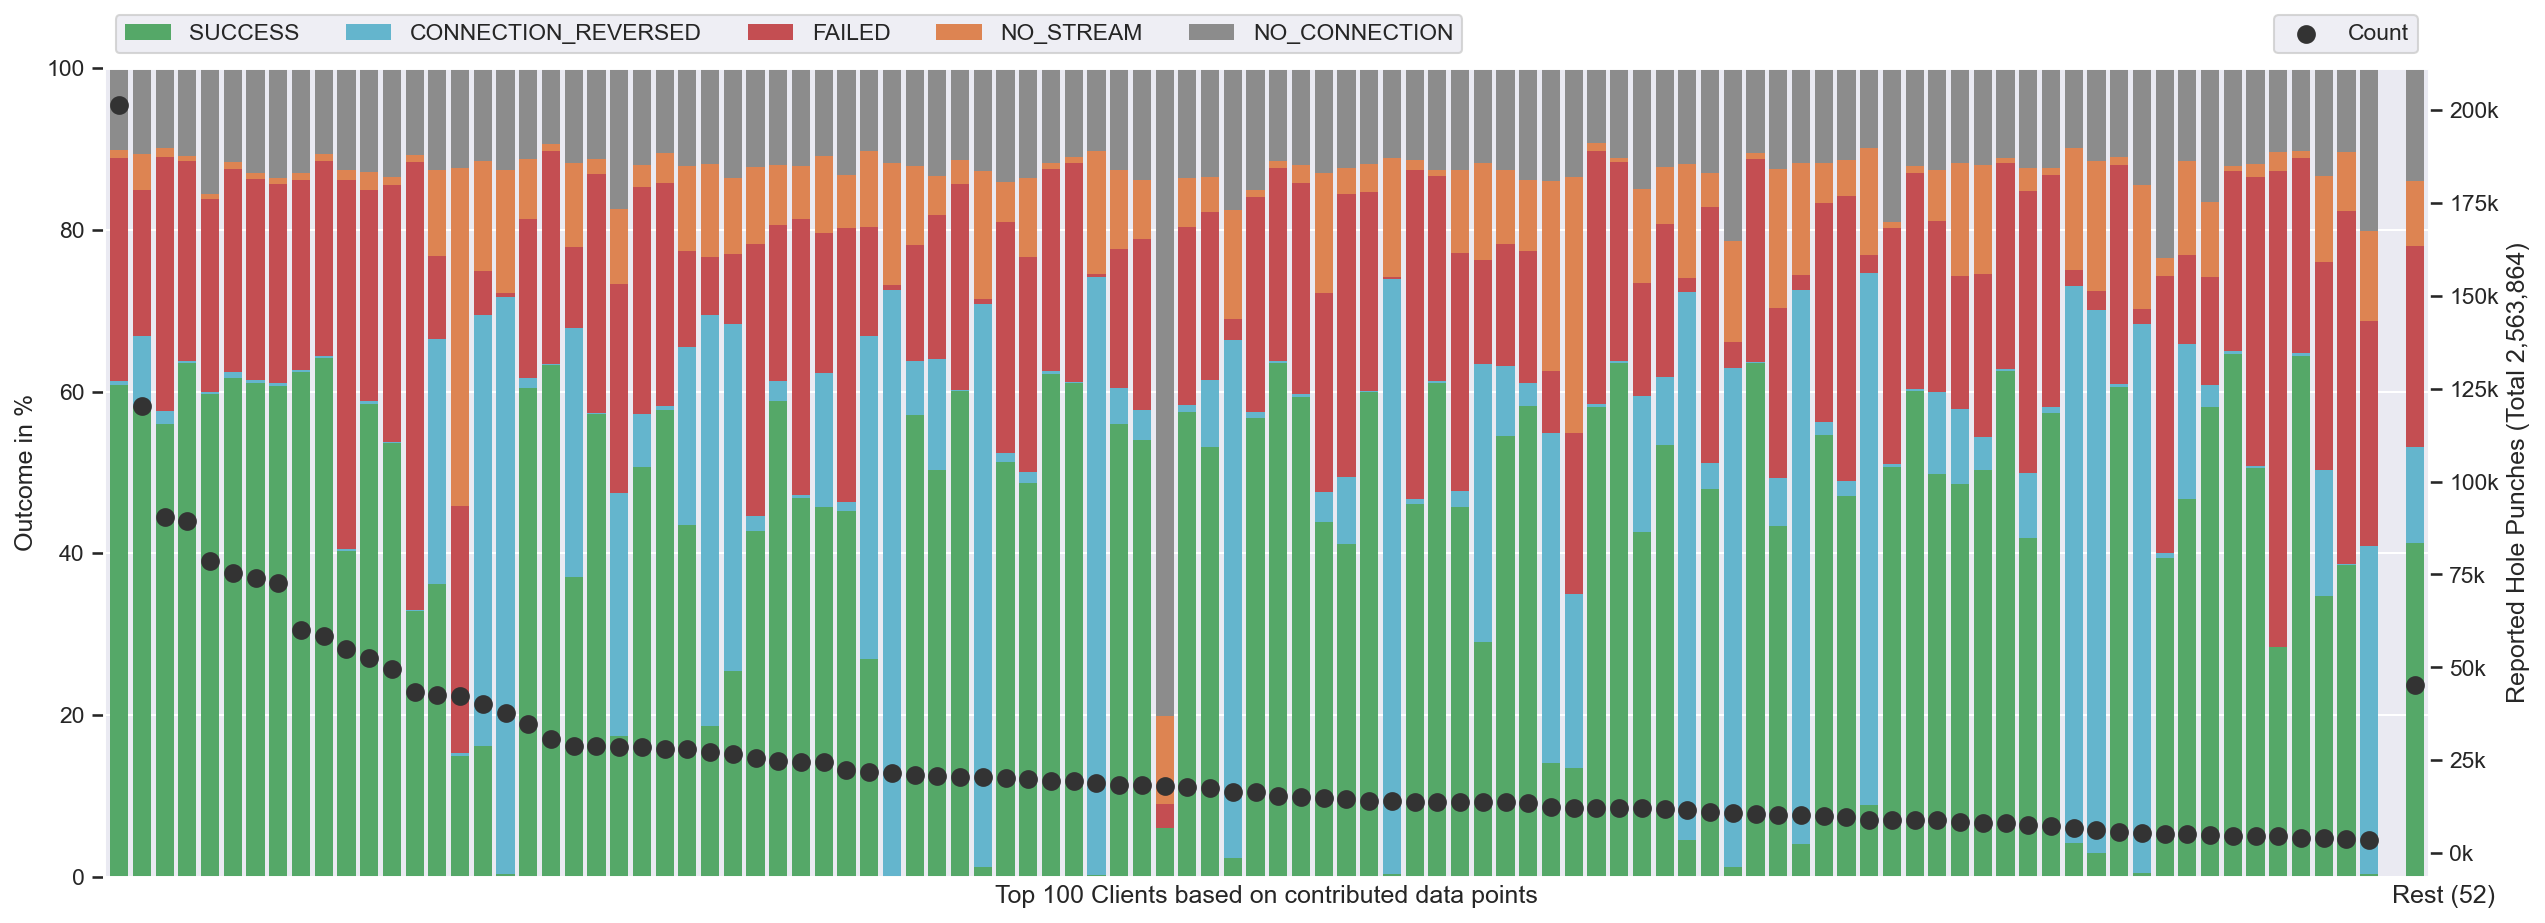 SUCCESS CONNECTION_REVERSED FAILED NO_STREAM NO_CONNECTION
Count
100
80
60
40
20
0
Outcome in %
200k
175k
150k
125k
100k
75k
50k
25k
0k
Reported Hole Punches (Total 2,563,864)
Top 100 Clients based on contributed data points
Rest (52)